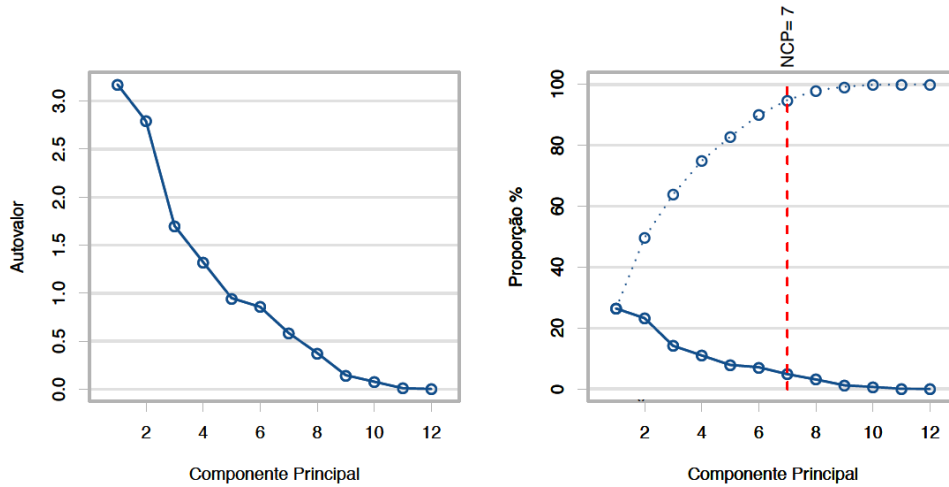 Autovalor
0.0 0.5 1.0 1.5 2.0 2.5 3.0
2 4 6 8 10 12
Componente Principal
NCP= 7
Proporção %
0 20 40 60 80 100
2 4 6 8 10 12
Componente Principal